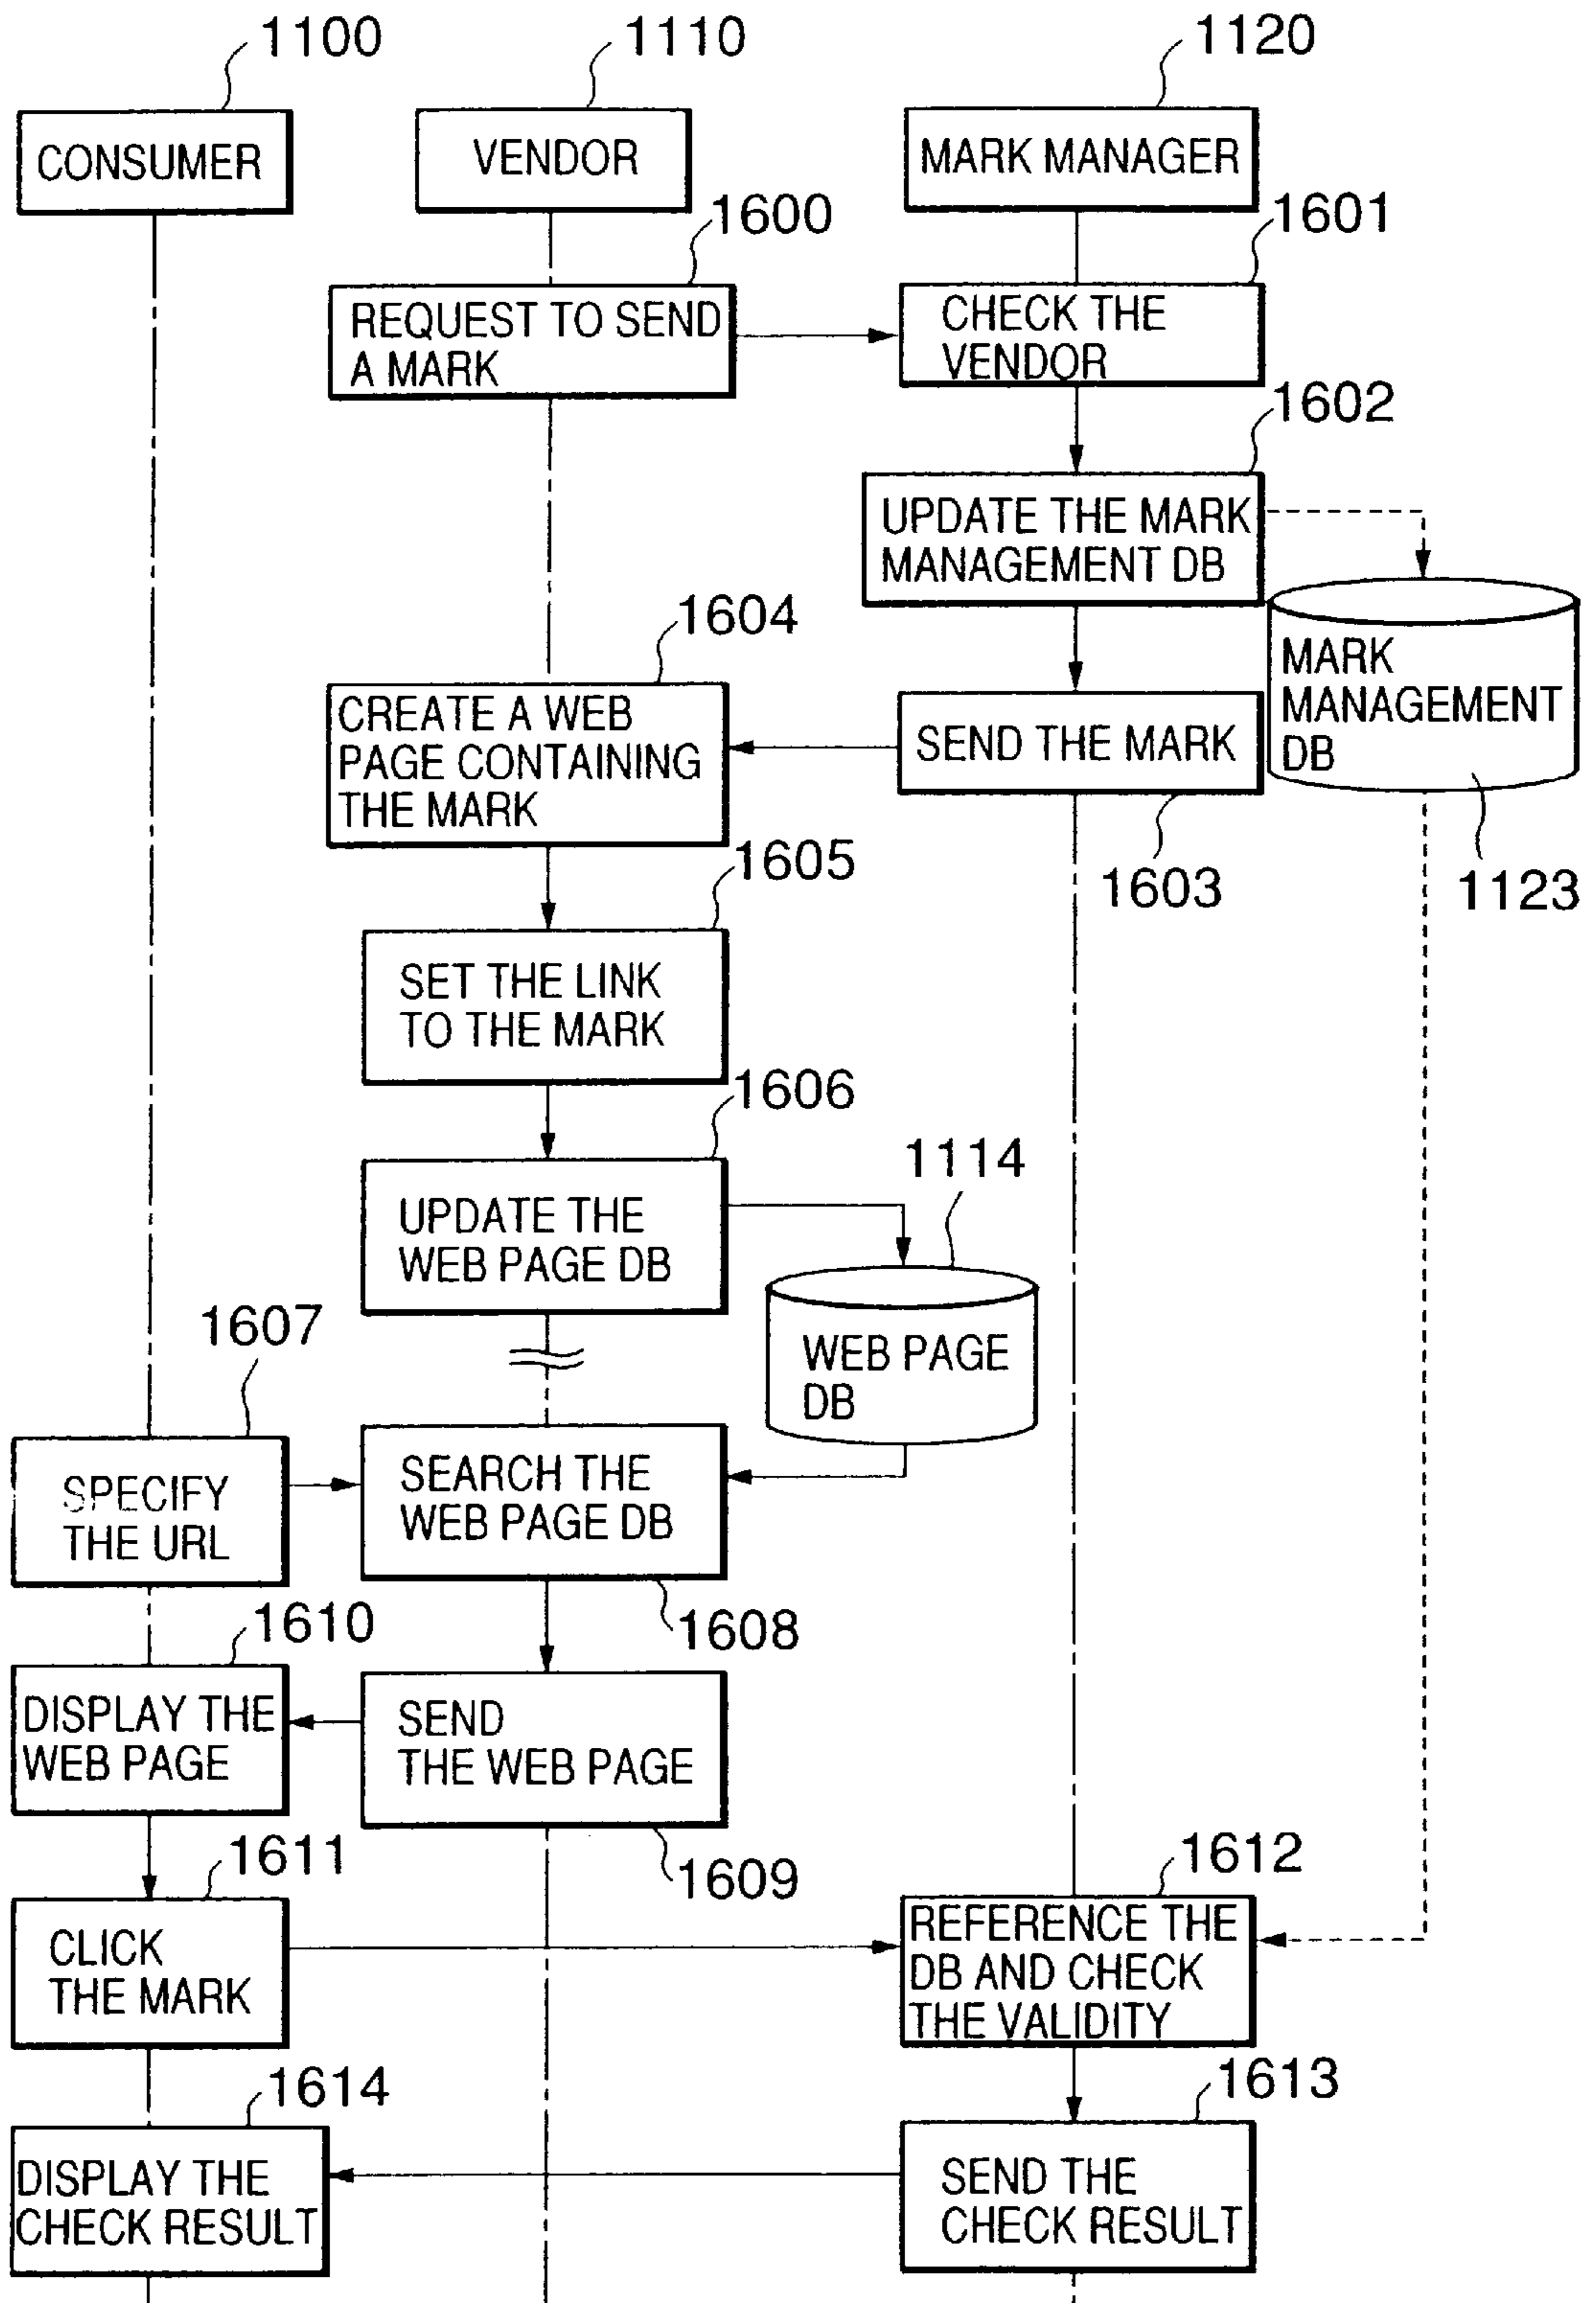 1100
1110
1120
CONSUMER
VENDOR
MARK MANAGER
1600
1601
REQUEST TO SEND
A MARK
CHECK THE
VENDOR
1602
UPDATE THE MARK
MANAGEMENT DB
1604
MARK
MANAGEMENT
DB
CREATE A WEB
PAGE CONTAINING
THE MARK
SEND THE MARK
1605
1603
1123
SET THE LINK
TO THE MARK
1606
1114
UPDATE THE
WEB PAGE DB
1607
WEB PAGE
DB
SPECIFY
THE URL
SEARCH THE
WEB PAGE DB
1610
1608
DISPLAY THE
WEB PAGE
SEND
THE WEB PAGE
1611
1609
1612
CLICK
THE MARK
REFERENCE THE
DB AND CHECK
THE VALIDITY
1614
1613
DISPLAY THE
CHECK RESULT
SEND THE
CHECK RESULT